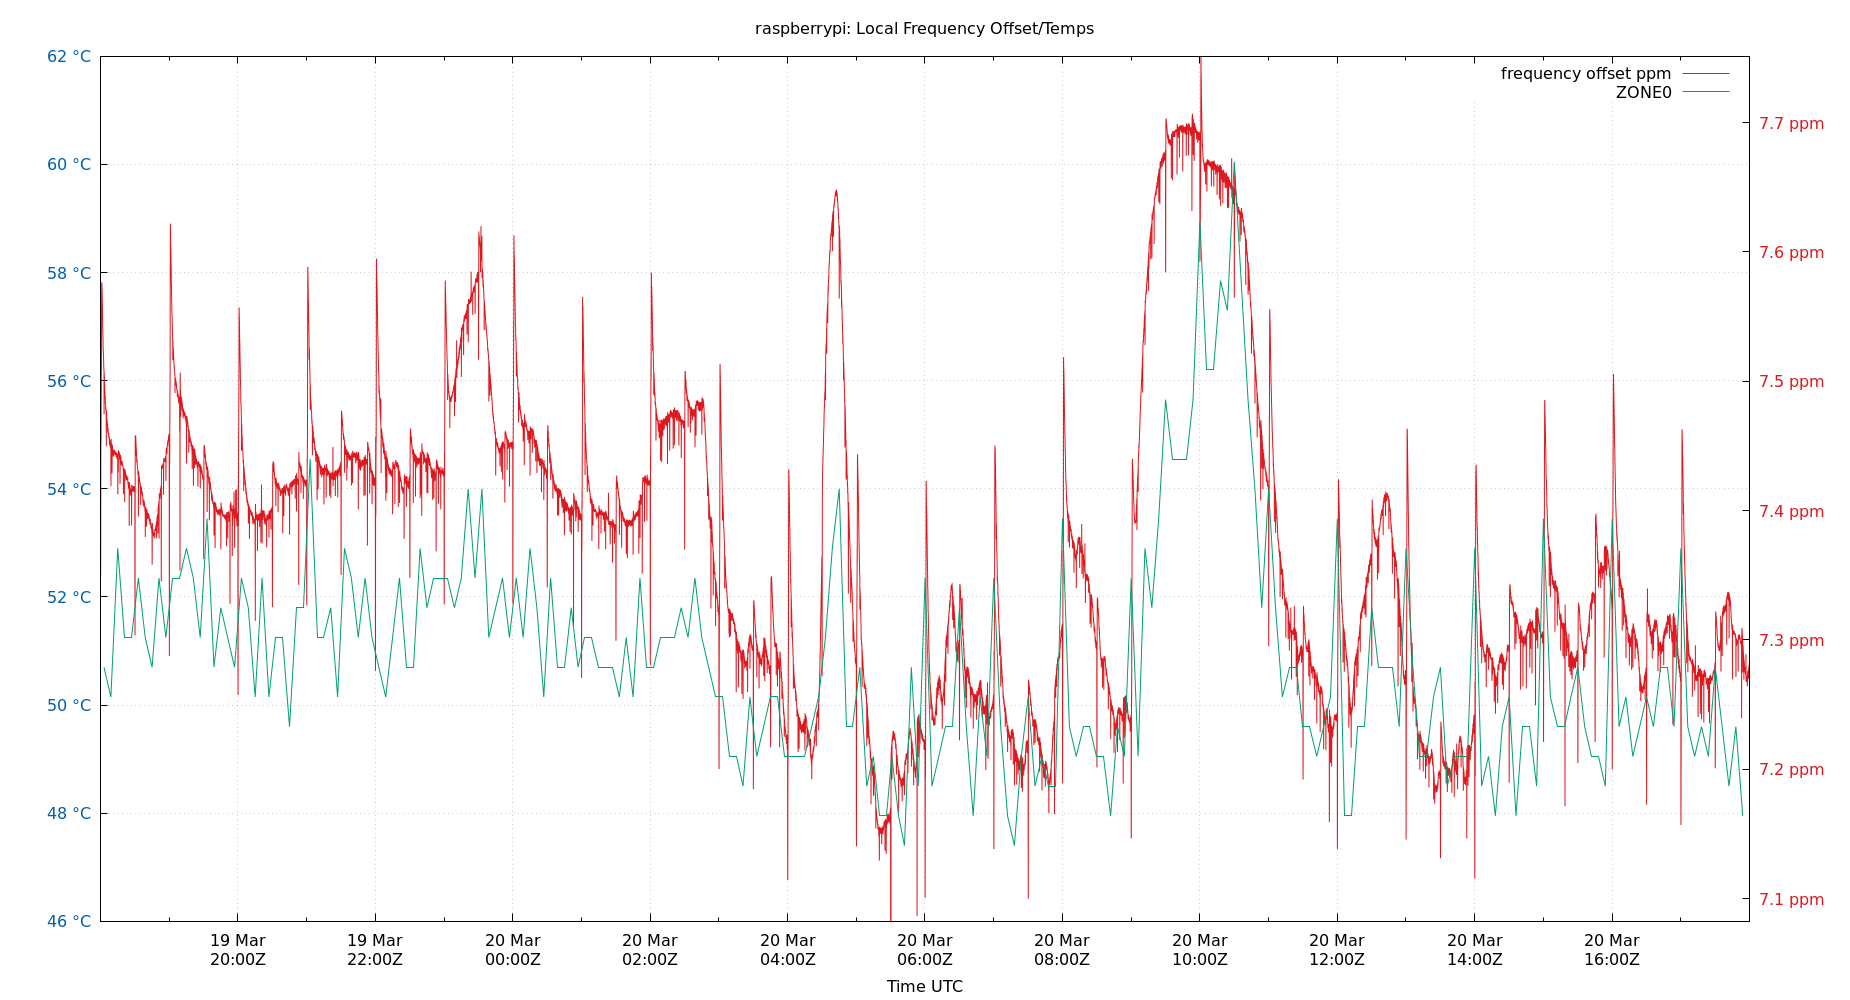 raspberrypi: Local Frequency Offset/Temps
frequency offset ppm
ZONE0
62 °C
60 °C
58 °C
56 °C
54 °C
52 °C
50 °C
48 °C
46 °C
7.7 ppm
7.6 ppm
7.5 ppm
7.4 ppm
7.3 ppm
7.2 ppm
7.1 ppm
19 Mar
20:00Z
19 Mar
22:00Z
20 Mar
00:00Z
20 Mar
02:00Z
20 Mar
04:00Z
20 Mar
06:00Z
20 Mar
08:00Z
20 Mar
10:00Z
20 Mar
12:00Z
20 Mar
14:00Z
20 Mar
16:00Z
Time UTC